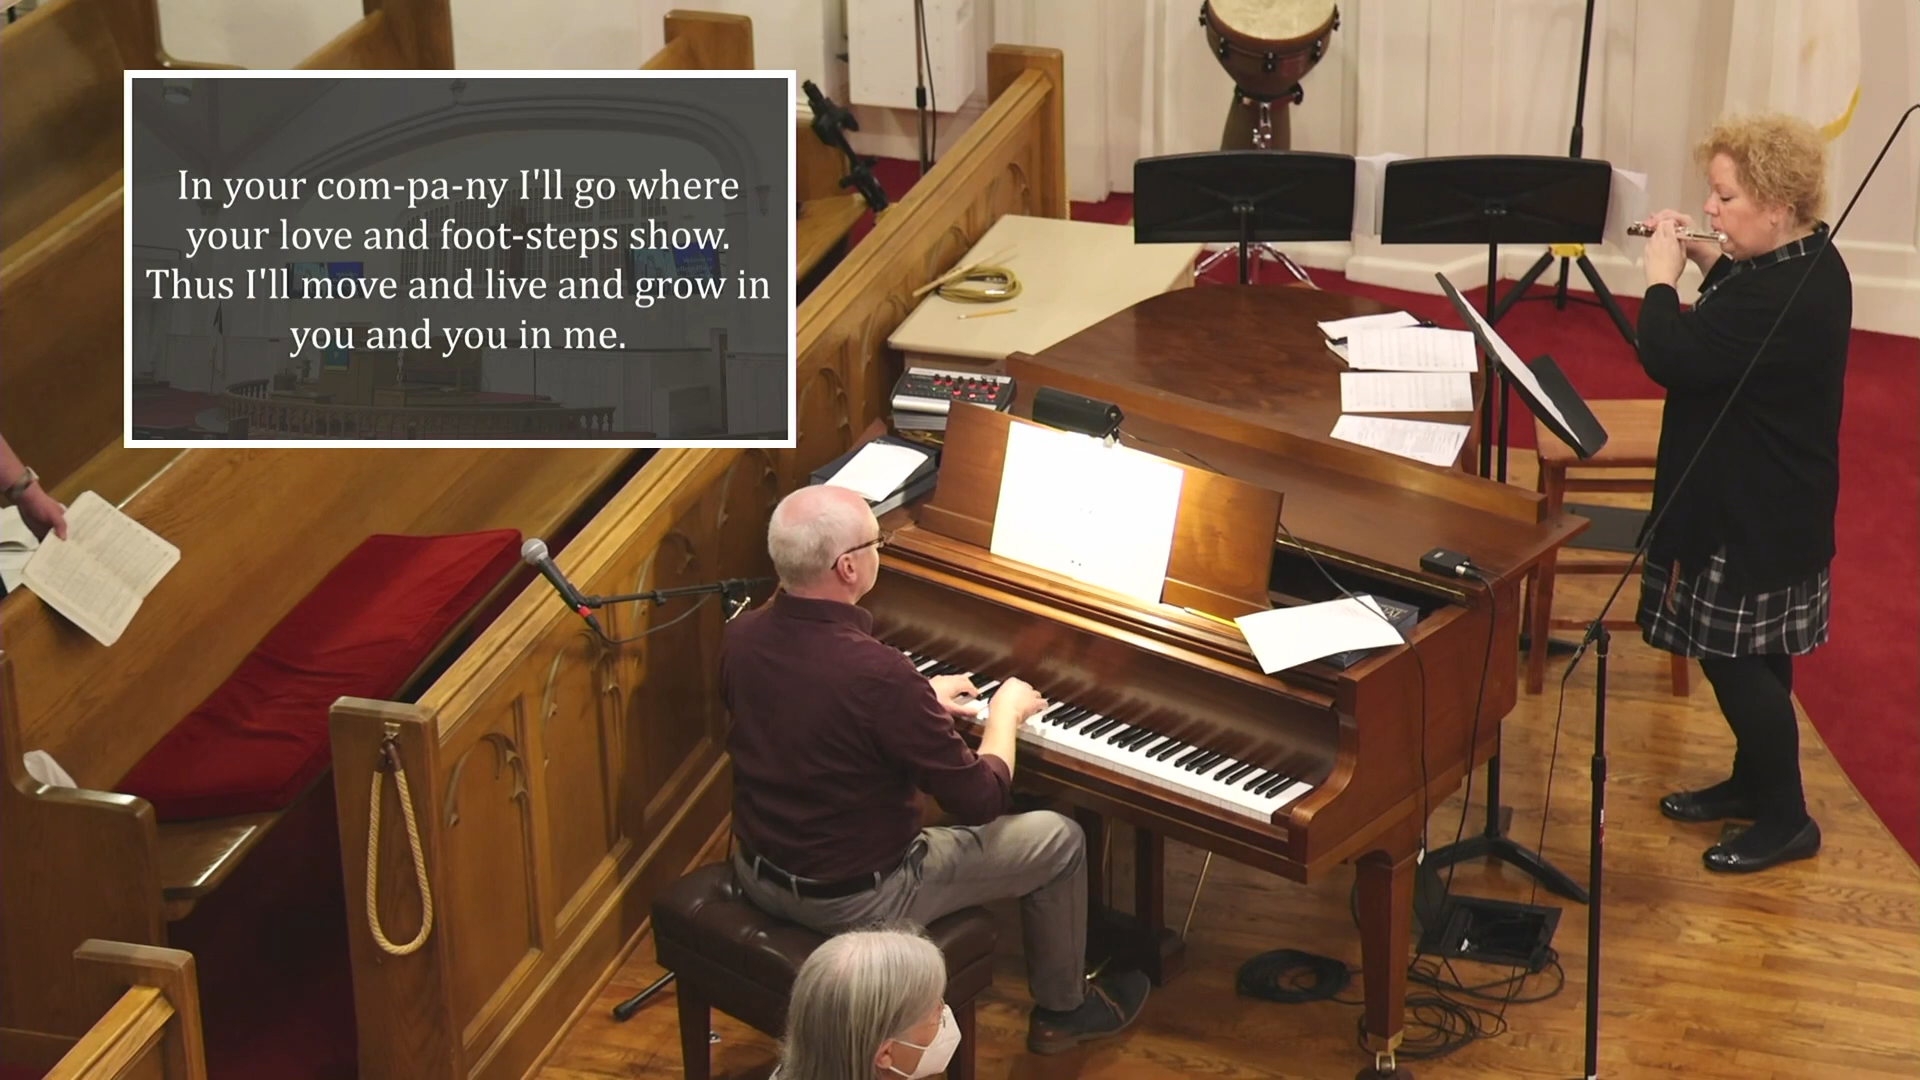 In your com-pa-ny I'll go where
your love and foot-steps show.
Thus I'll move and live and grow in
you and you in me.